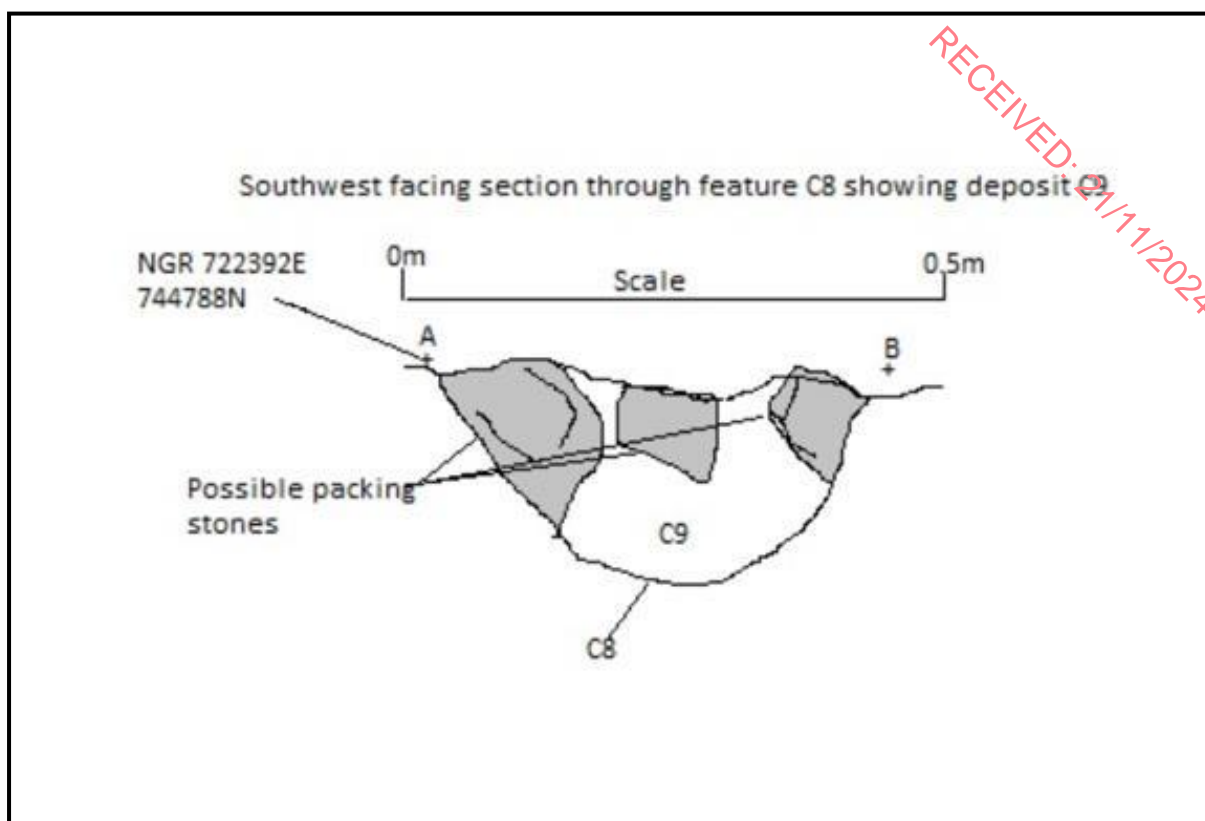 RECEIVED: 21/11/2024
Southwest facing section through feature C8 showing deposit C9
NGR 722392E
744788N
0m
Scale
0.5m
A
B
Possible packing
stones
C9
C8